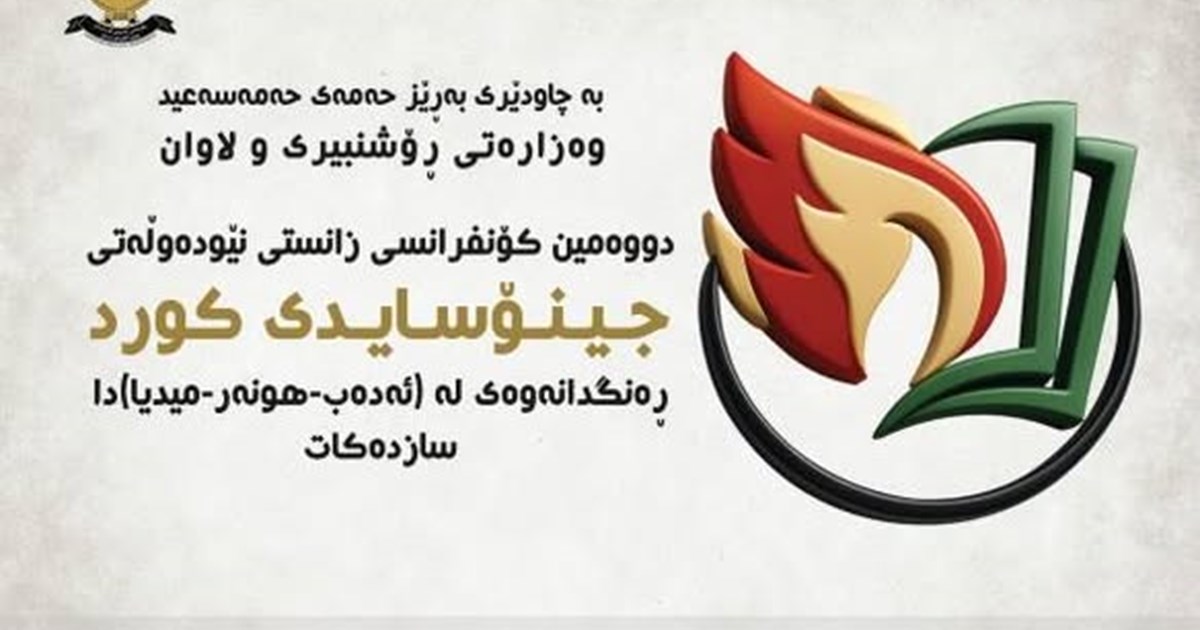 بە چاودێری بەڕێز حەمەی حەمەسەعید
وەزارەتی ڕۆشنبیری و لاوان
دووەمین کۆنفرانسی زانستی نێودەوڵەتی
جینۆسایدی کورد
ڕەنگدانەوەی لە (ئەدەب-هونەر-میدیا)دا
سازدەکات